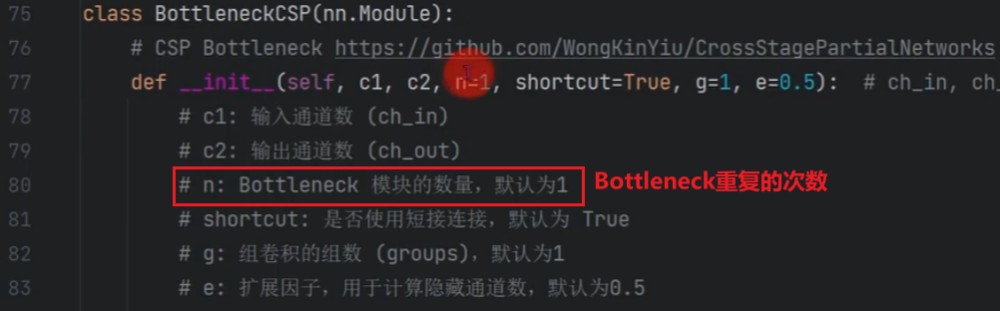 75 class BottleneckCSP(nn.Module):
76 # CSP Bottleneck https://github.com/WongKinYiu/CrossStagePartialNetworks
77 def __init__(self, c1, c2, n=1, shortcut=True, g=1, e=0.5):  # ch_in, ch_
78 # c1: 输入通道数 (ch_in)
79 # c2: 输出通道数 (ch_out)
80 # n: Bottleneck 模块的数量，默认为1 Bottleneck重复的次数
81 # shortcut: 是否使用短接连接，默认为 True
82 # g: 组卷积的组数 (groups)，默认为1
83 # e: 扩展因子，用于计算隐藏通道数，默认为0.5